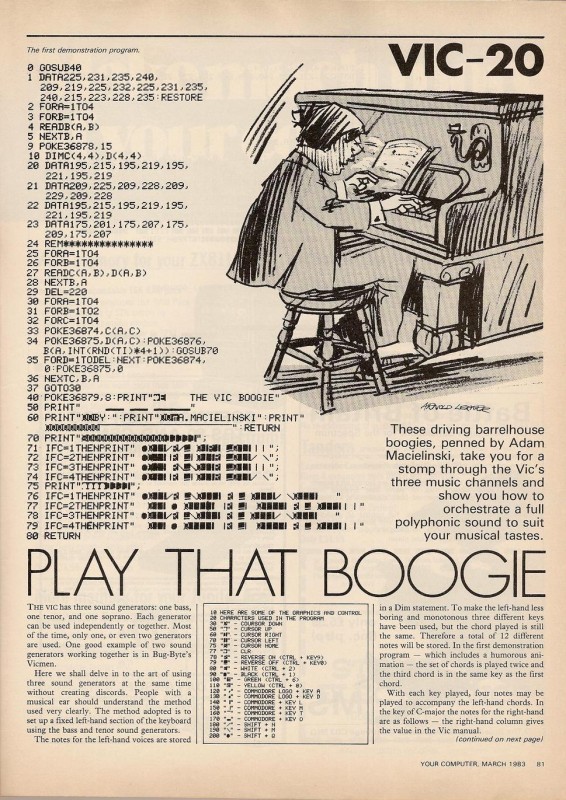 The first demonstration program.
VIC-20
0 GOSUB40
1 DATA225,231,235,240,
209,219,225,232,225,231,235,
240,215,223,228,235:RESTORE
2 FORA=1TO4
3 FORB=1TO4
4 READB(A,B)
5 NEXTB,A
9 POKE36878,15
10 DIMC(4,4),D(4,4)
20 DATA195,215,195,219,195,
221,195,219
21 DATA209,225,209,228,209,
229,209,228
22 DATA195,215,195,219,195,
221,195,219
23 DATA175,201,175,207,175,
209,175,207
24 REM***************
25 FORA=1TO4
26 FORB=1TO4
27 READC(A,B),D(A,B)
28 NEXTB,A
29 DEL=220
30 FORA=1TO4
31 FORB=1TO2
32 FORC=1TO4
33 POKE36874,C(A,C)
34 POKE36875,D(A,C):POKE36876,
B(A,INT(RND(TI)*4+1)):GOSUB70
35 FORD=1TODEL:NEXT:POKE36874,
0:POKE36875,0
36 NEXTC,B,A
37 GOTO30
40 POKE36879,8:PRINT" THE VIC BOOGIE"
50 PRINT"
60 PRINT" BY:":PRINT" A.MACIELINSKI":PRINT"
":RETURN
70 PRINT" ";
71 IFC=1THENPRINT" ";
72 IFC=2THENPRINT" ";
73 IFC=3THENPRINT" ";
74 IFC=4THENPRINT" ";
75 PRINT" ";
76 IFC=1THENPRINT" "
77 IFC=2THENPRINT" "
78 IFC=3THENPRINT" "
79 IFC=4THENPRINT" "
80 RETURN
These driving barrelhouse
boogies, penned by Adam
Macielinski, take you for a
stomp through the Vic's
three music channels and
show you how to
orchestrate a full
polyphonic sound to suit
your musical tastes.
PLAY THAT BOOGIE
THE VIC has three sound generators: one bass,
one tenor, and one soprano. Each generator
can be used independently or together. Most
of the time, only one, or even two generators
are used. One good example of two sound
generators working together is in Bug-Byte's
Vicmen.
Here we shall delve in to the art of using
three sound generators at the same time
without creating discords. People with a
musical ear should understand the method
used very clearly. The method adopted is to
set up a fixed left-hand section of the keyboard
using the bass and tenor sound generators.
The notes for the left-hand voices are stored
10 HERE ARE SOME OF THE GRAPHICS AND CONTROL
20 CHARACTERS USED IN THE PROGRAM
30 " " - COURSOR DOWN
50 " " - CURSOR UP
60 " " - CURSOR RIGHT
70 " " - CURSOR LEFT
75 " " - CURSOR HOME
77 " " - CLR
78 " " - REVERSE ON (CTRL + KEY9)
79 " " - REVERSE OFF (CTRL + KEY0)
80 " " - WHITE (CTRL + 2)
90 " " - BLACK (CTRL + 1)
100 " " - GREEN (CTRL + 6)
110 " " - YELLOW (CTRL + 8)
120 " " - COMMODORE LOGO + KEY A
130 " " - COMMODORE LOGO + KEY D
140 " " - COMMODORE + KEY L
150 " " - COMMODORE + KEY
160 " " - COMMODORE + KEY T
170 " " - COMMODORE + KEY O
180 " " - SHIFT + N
190 " " - SHIFT + M
200 " " - SHIFT + Q
in a Dim statement. To make the left-hand less
boring and monotonous three different keys
have been used, but the chord played is still
the same. Therefore a total of 12 different
notes will be stored. In the first demonstration
program — which includes a humorous ani-
mation — the set of chords is played twice and
the third chord is in the same key as the first
chord.
With each key played, four notes may be
played to accompany the left-hand chords. In
the key of C-major the notes for the right-hand
are as follows — the right-hand column gives
the value in the Vic manual.
(continued on next page)
YOUR COMPUTER, MARCH 1983 81